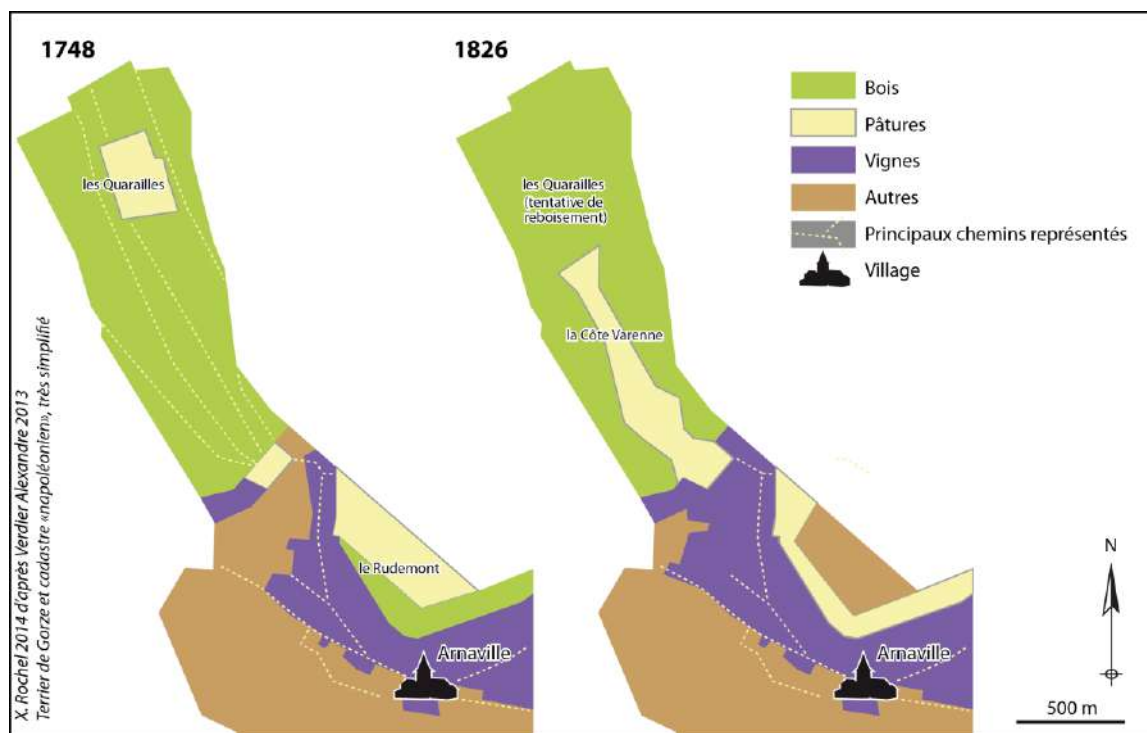 1748
1826
Bois
Pâtures
Vignes
Autres
Principaux chemins représentés
Village
les Quarailles
le Rudemont
Arnaville
les Quarailles
(tentative de
reboisement)
la Côte Varenne
Arnaville
N
500 m
X. Rochel 2014 d'après Verdier Alexandre 2013
Terrier de Gorze et cadastre «napoléonien», très simplifié